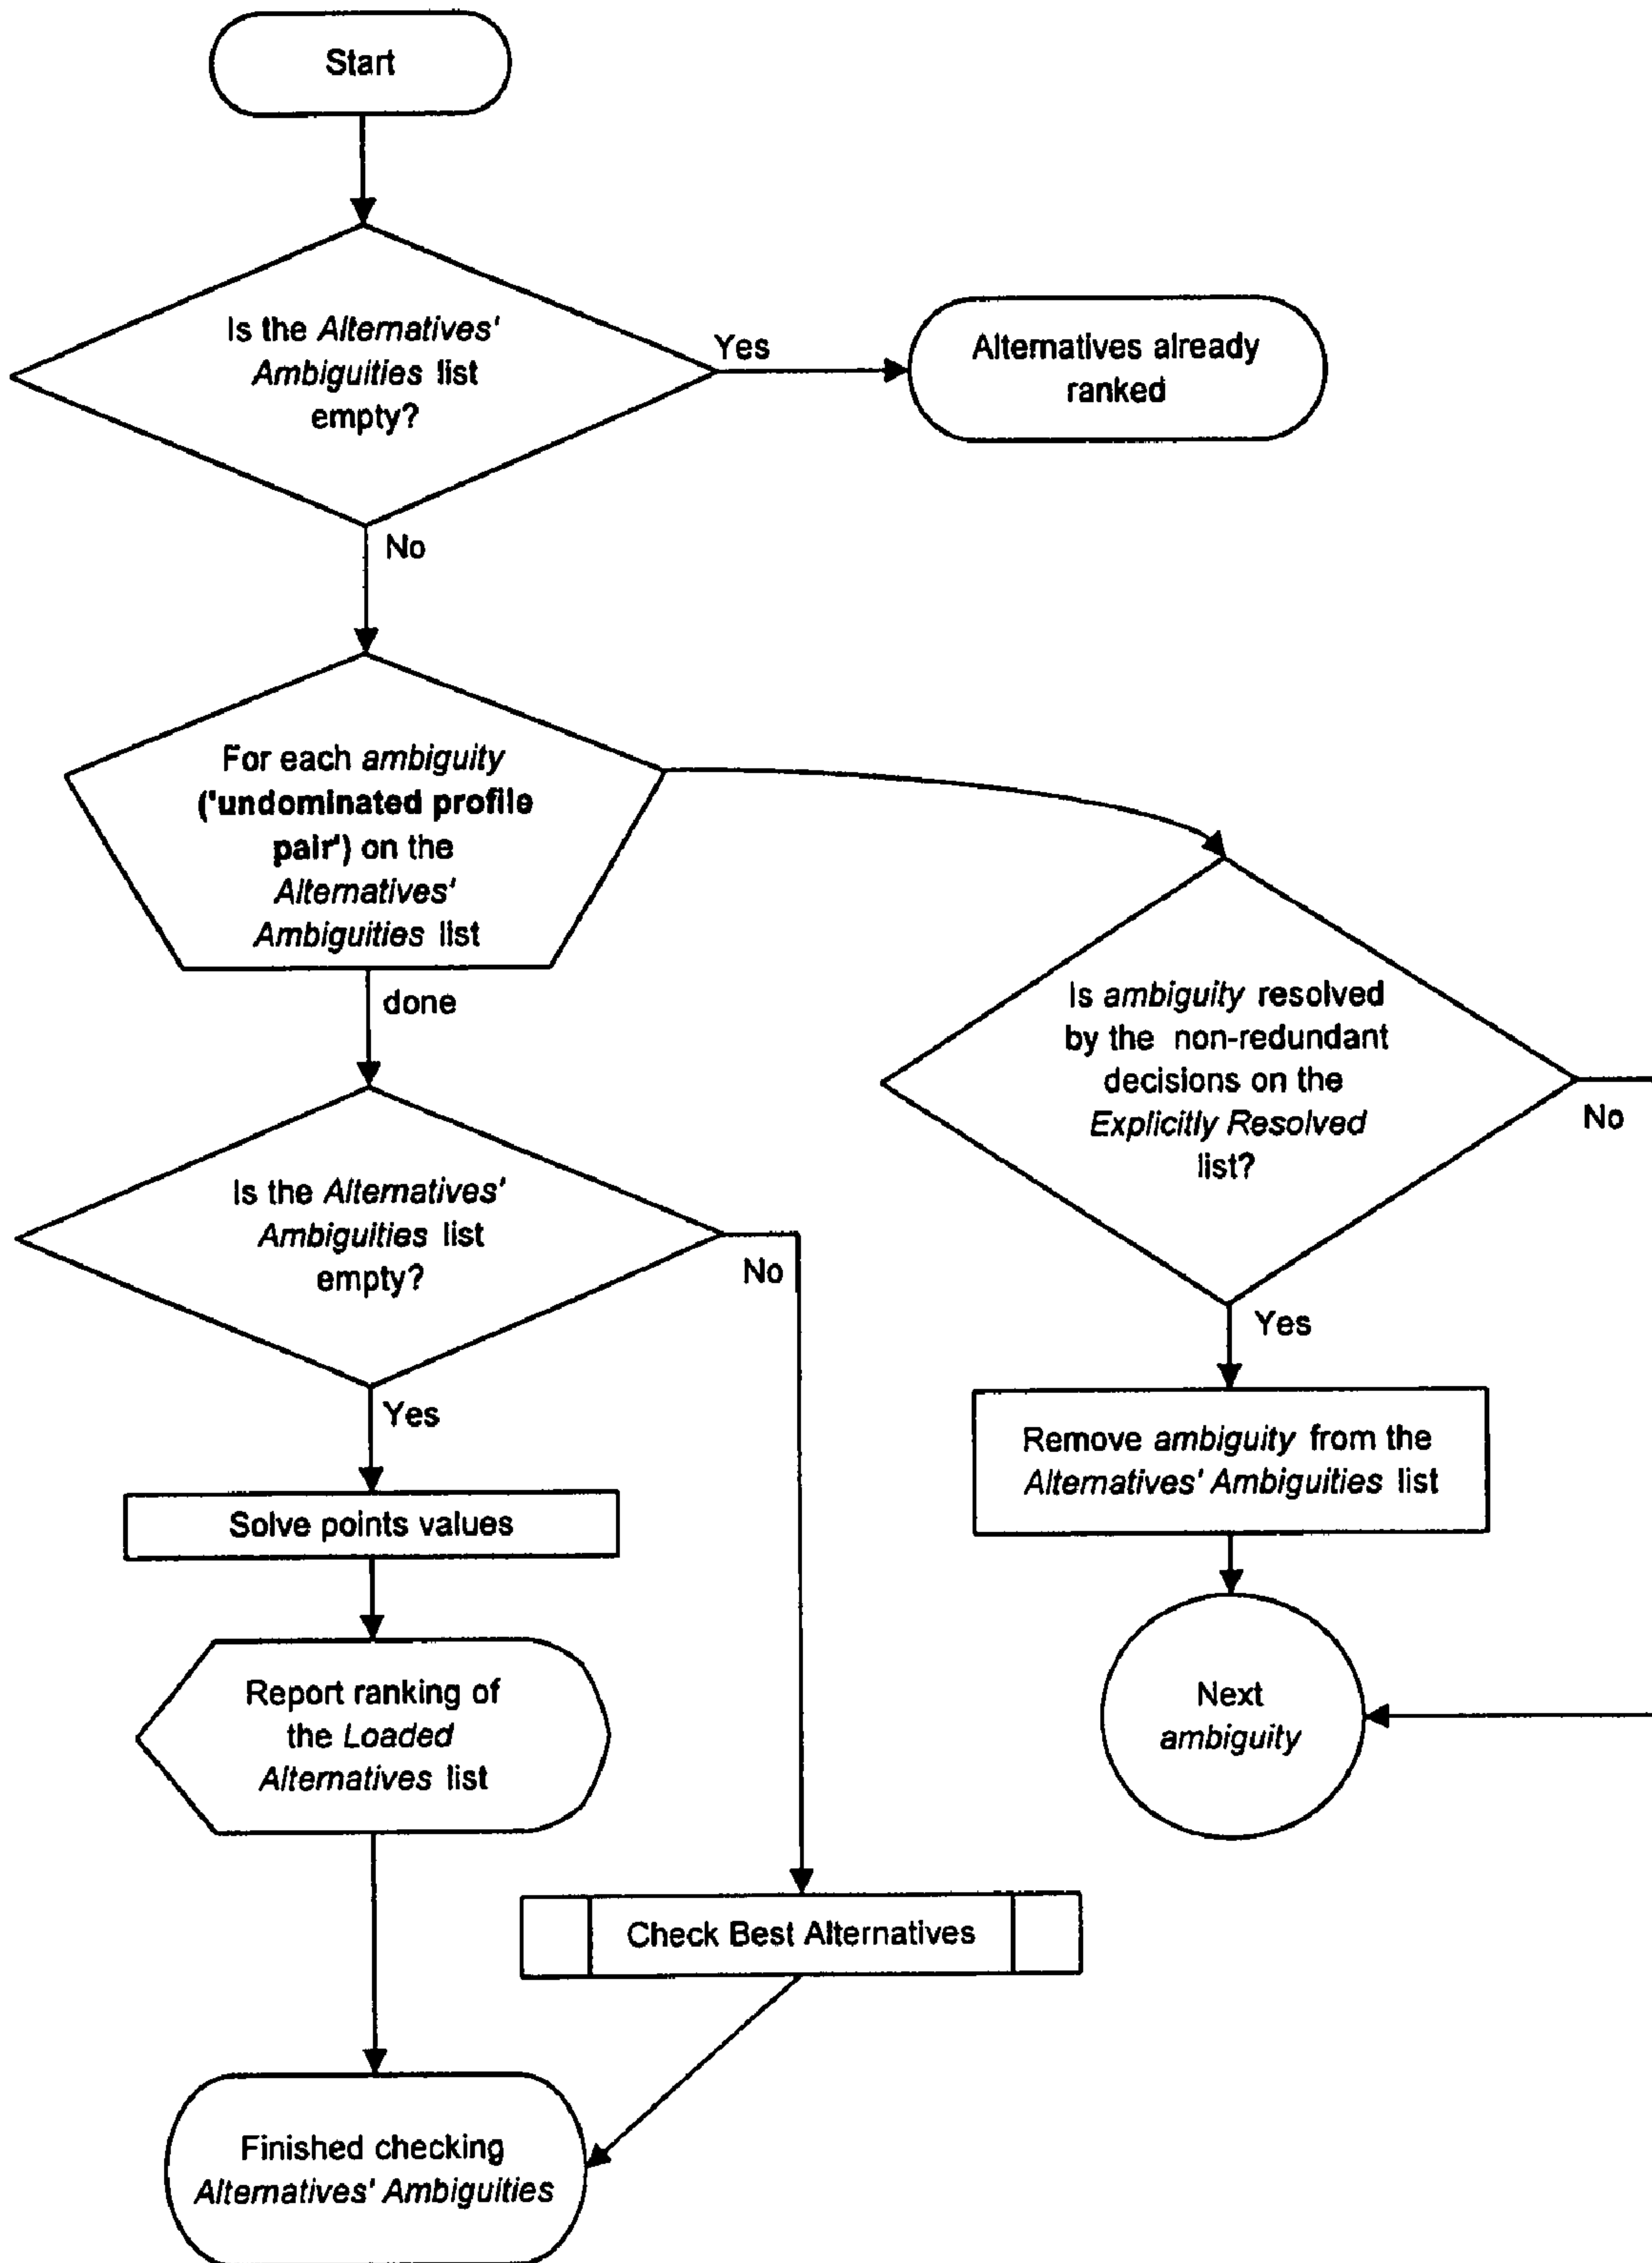 Start
Is the Alternatives'
Ambiguities list
empty?
Yes
Alternatives already
ranked
No
For each ambiguity
('undominated profile
pair') on the
Alternatives'
Ambiguities list
done
Is ambiguity resolved
by the non-redundant
decisions on the
Explicitly Resolved
list?
No
Yes
Remove ambiguity from the
Alternatives' Ambiguities list
Next
ambiguity
Is the Alternatives'
Ambiguities list
empty?
No
Yes
Solve points values
Report ranking of
the Loaded
Alternatives list
Check Best Alternatives
Finished checking
Alternatives' Ambiguities